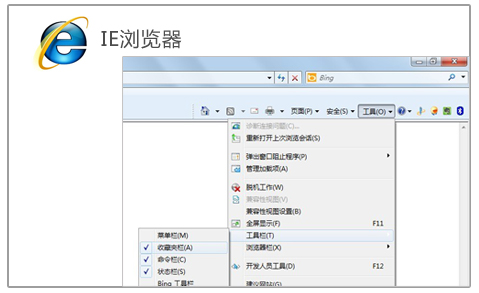 IE浏览器
Bing
页面(P) 安全(S) 工具(O)
诊断连接问题(C)...
重新打开上次浏览会话(S)
弹出窗口阻止程序(P)
管理加载项(A)
脱机工作(W)
兼容性视图(V)
兼容性视图设置(B)
全屏显示(F) F11
工具栏(T)
浏览器栏(X)
开发人员工具(D) F12
建议网站(G)
菜单栏(M)
收藏夹栏(A)
命令栏(C)
状态栏(S)
Bing 工具栏